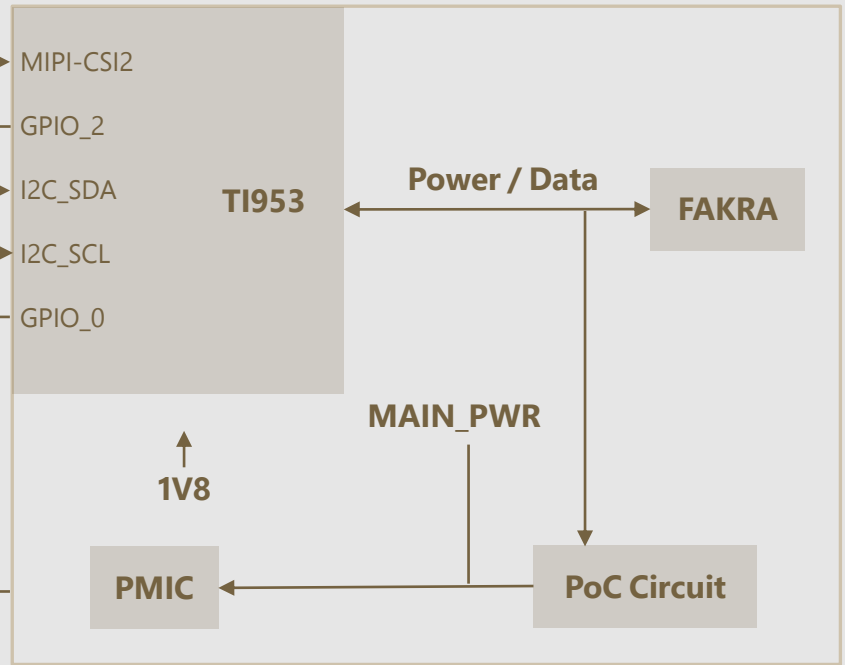 MIPI-CSI2
GPIO_2
I2C_SDA
I2C_SCL
GPIO_0
TI953
Power / Data
FAKRA
MAIN_PWR
1V8
PMIC
PoC Circuit